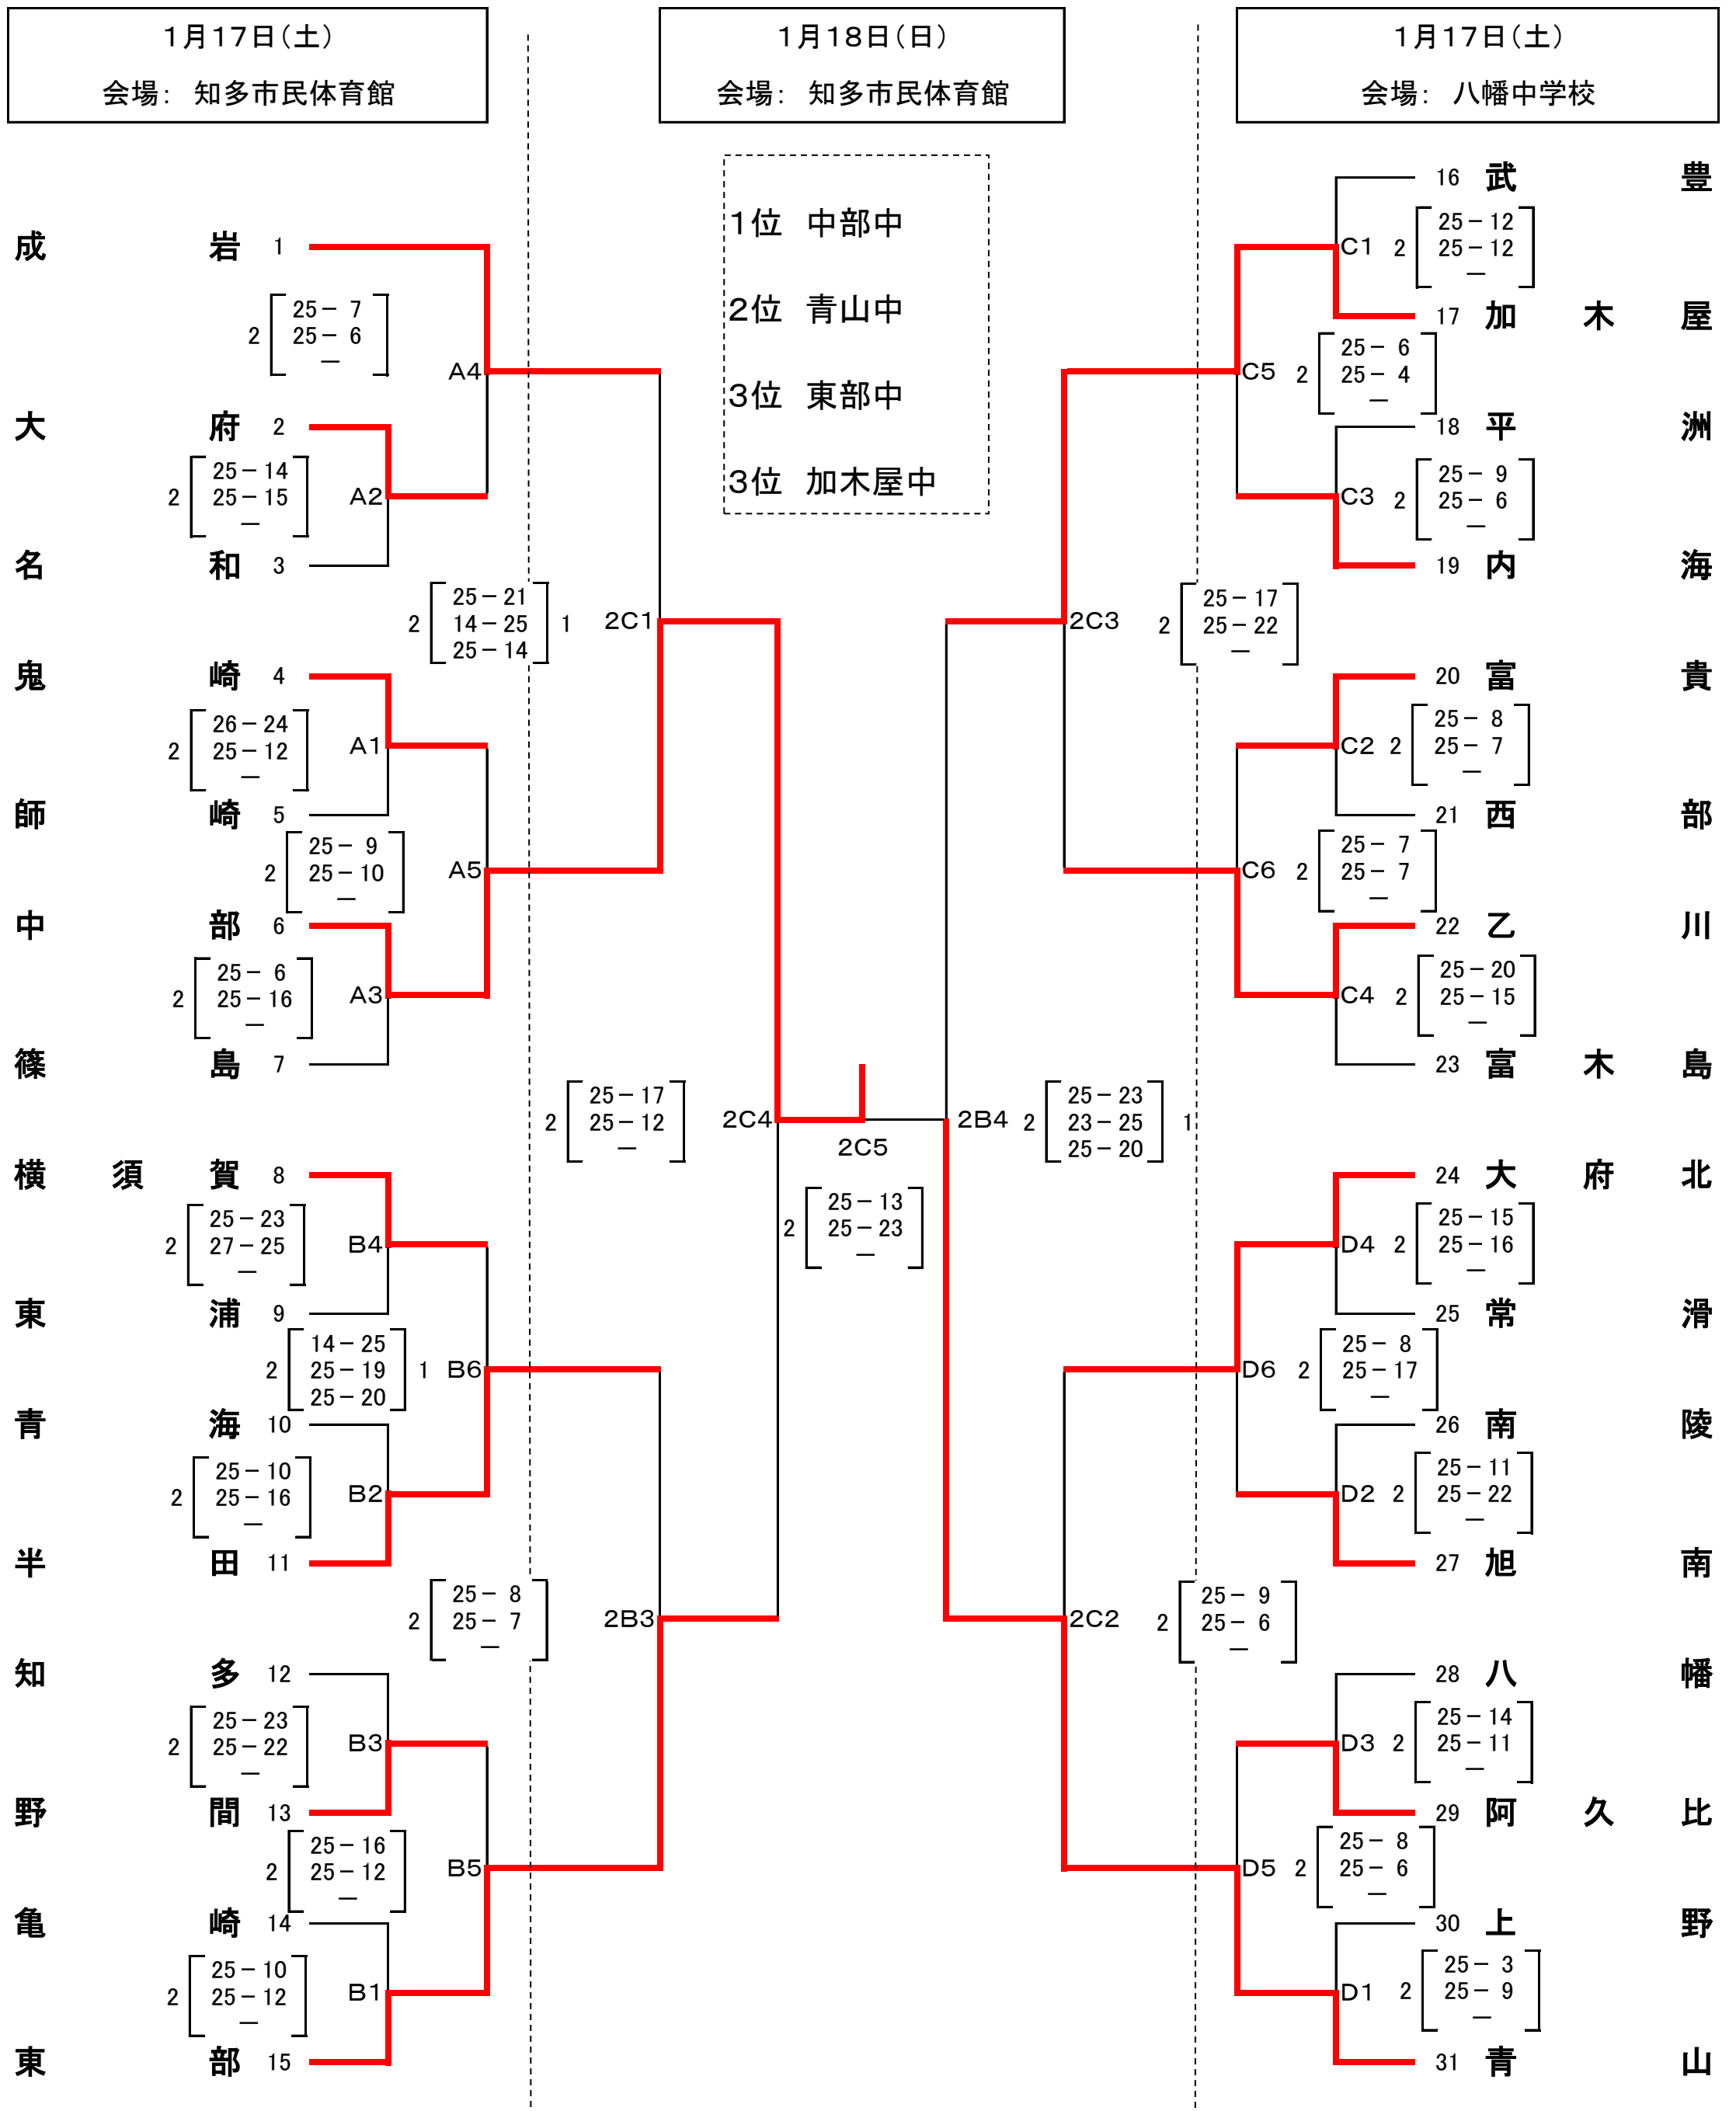 1月17日(土)
会場: 知多市民体育館
1月18日(日)
会場: 知多市民体育館
1月17日(土)
会場: 八幡中学校
1位 中部中
2位 青山中
3位 東部中
3位 加木屋中
成岩 1
2 25－ 7
25－ 6
－
A4
大府 2
2 25－14
25－15
－
A2
名和 3
2 25－21 1
14－25
25－14
2C1
鬼崎 4
2 26－24
25－12
－
A1
師崎 5
2 25－ 9
25－10
－
A5
中部 6
2 25－ 6
25－16
－
A3
篠島 7
2 25－17
25－12
－
2C4
横須賀 8
2 25－23
27－25
－
B4
東浦 9
2 14－25 1
25－19
25－20
B6
青海 10
2 25－10
25－16
－
B2
半田 11
2 25－ 8
25－ 7
－
2B3
知多 12
2 25－23
25－22
－
B3
野間 13
2 25－16
25－12
－
B5
亀崎 14
2 25－10
25－12
－
B1
東部 15
2C5
2 25－13
25－23
－
16 武豊
C1 2 25－12
25－12
－
17 加木屋
C5 2 25－ 6
25－ 4
－
18 平洲
C3 2 25－ 9
25－ 6
－
19 内海
2C3 2 25－17
25－22
－
20 富貴
C2 2 25－ 8
25－ 7
－
21 西部
C6 2 25－ 7
25－ 7
－
22 乙川
C4 2 25－20
25－15
－
23 富木島
2B4 2 25－23 1
23－25
25－20
24 大府北
D4 2 25－15
25－16
－
25 常滑
D6 2 25－ 8
25－17
－
26 南陵
D2 2 25－11
25－22
－
27 旭南
2C2 2 25－ 9
25－ 6
－
28 八幡
D3 2 25－14
25－11
－
29 阿久比
D5 2 25－ 8
25－ 6
－
30 上野
D1 2 25－ 3
25－ 9
－
31 青山